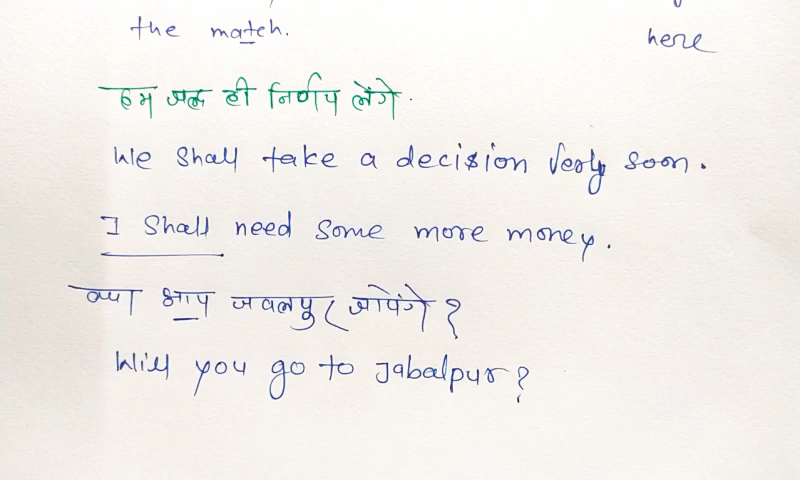 the match.
here
हम जल्द ही निर्णय लेंगे.
We shall take a decision very soon.
I shall need some more money.
क्या आप जबलपुर जायेंगे?
Will you go to Jabalpur?